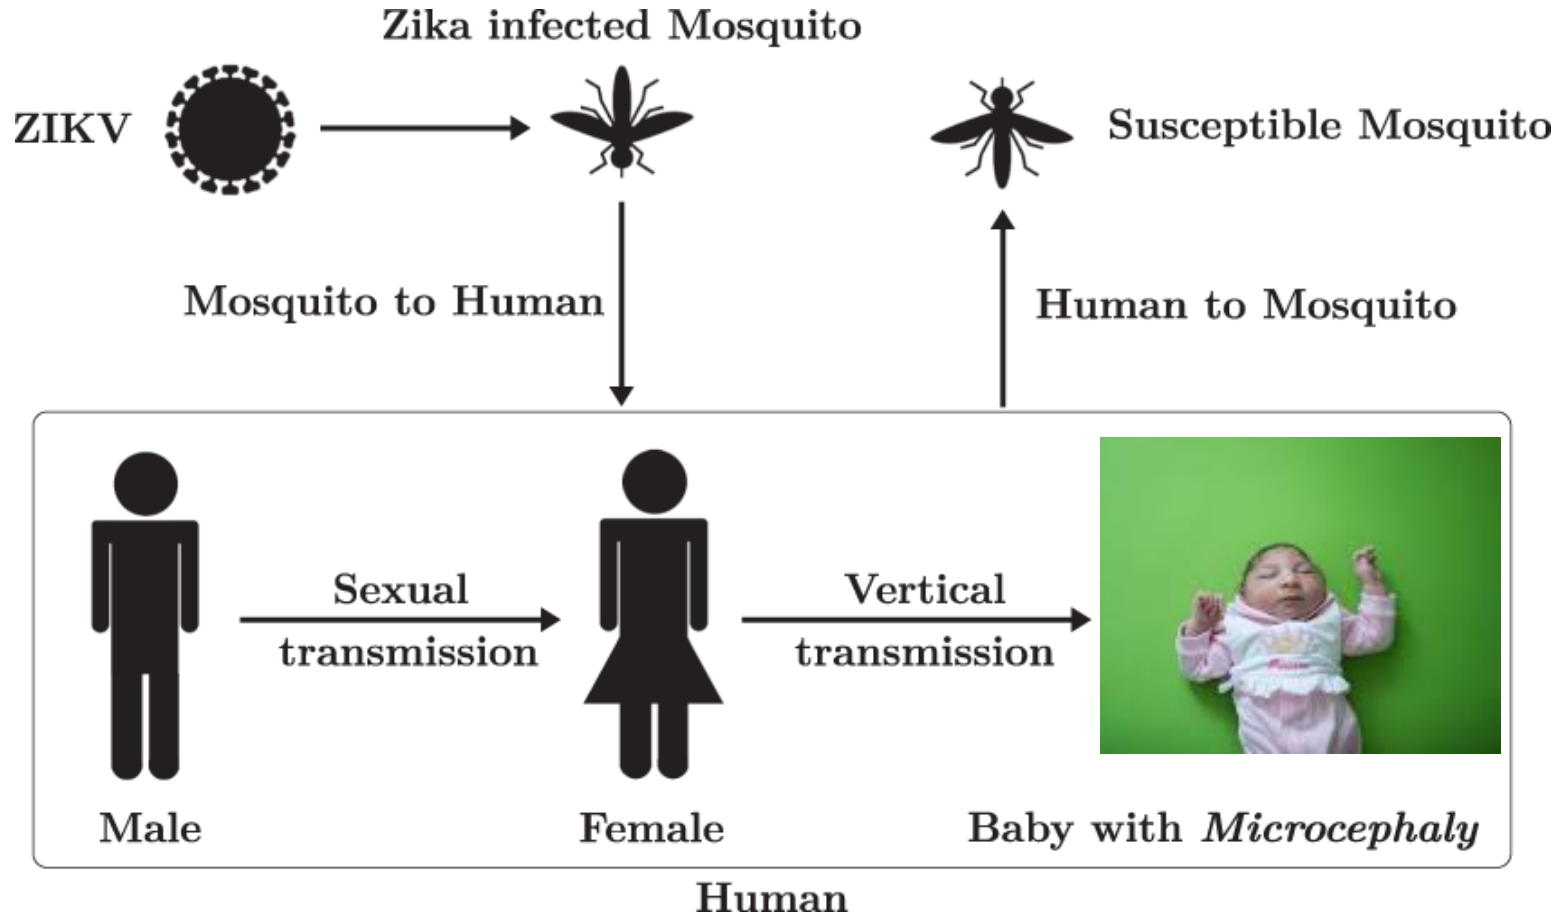 Zika infected Mosquito
ZIKV
Susceptible Mosquito
Mosquito to Human
Human to Mosquito
Sexual
transmission
Vertical
transmission
Male
Female
Baby with Microcephaly
Human